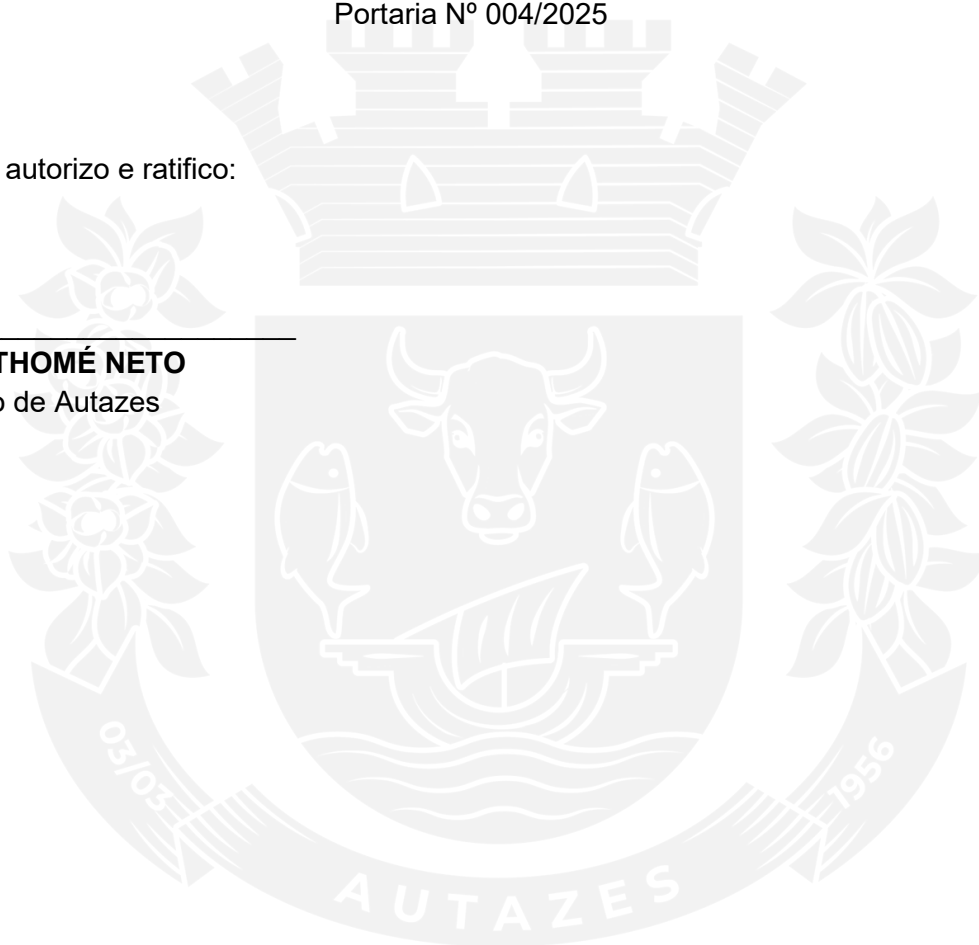 Portaria Nº 004/2025
autorizo e ratifico:
THOMÉ NETO
o de Autazes
03/03
1956
AUTAZES